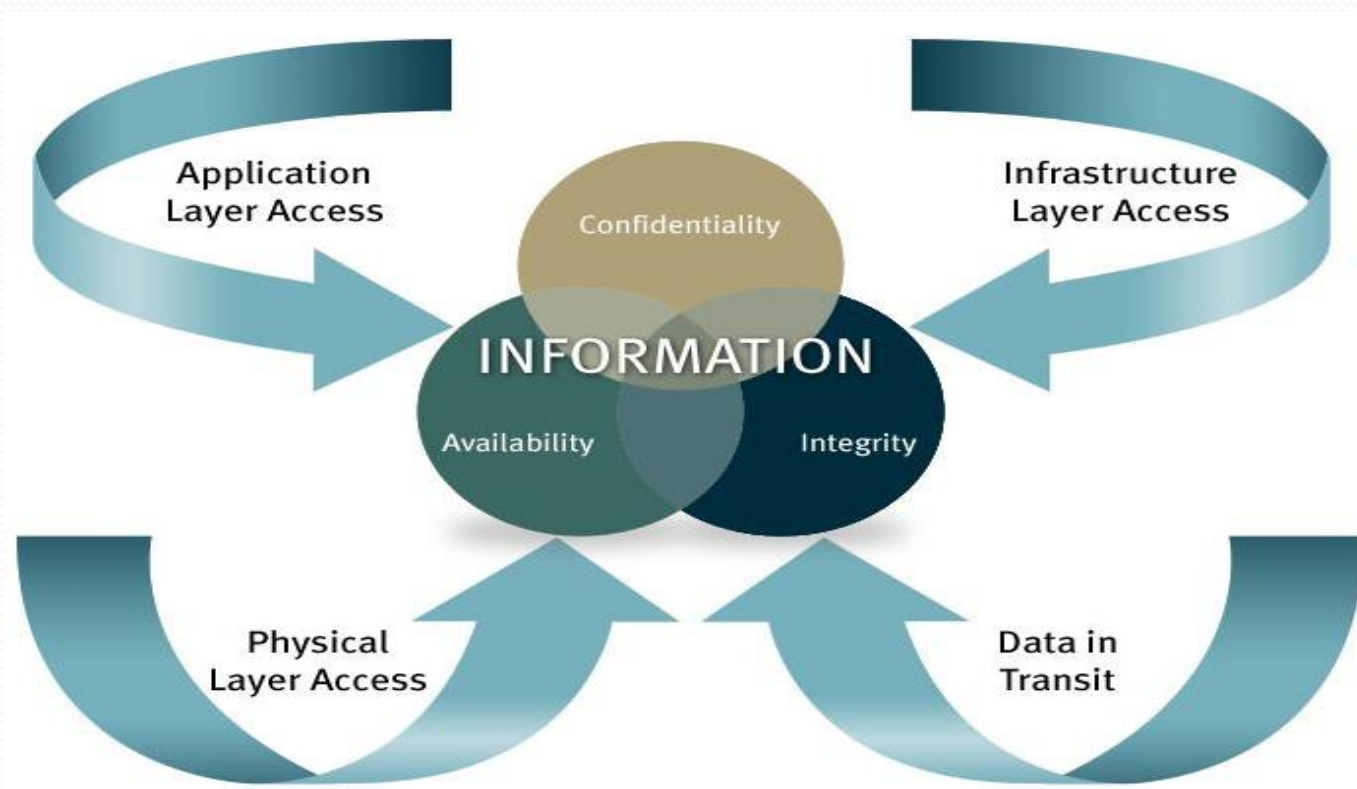 Application
Layer Access
Infrastructure
Layer Access
Confidentiality
INFORMATION
Availability
Integrity
Physical
Layer Access
Data in
Transit